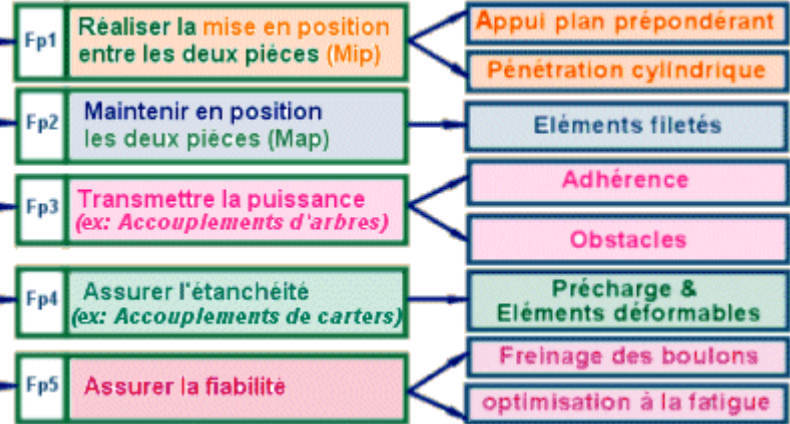 Fp1
Réaliser la mise en position
entre les deux pièces (Mip)
Appui plan prépondérant
Pénétration cylindrique
Fp2
Maintenir en position
les deux pièces (Map)
Eléments filetés
Fp3
Transmettre la puissance
(ex: Accouplements d'arbres)
Adhérence
Obstacles
Fp4
Assurer l'étanchéité
(ex: Accouplements de carters)
Précharge &
Eléments déformables
Fp5
Assurer la fiabilité
Freinage des boulons
optimisation à la fatigue